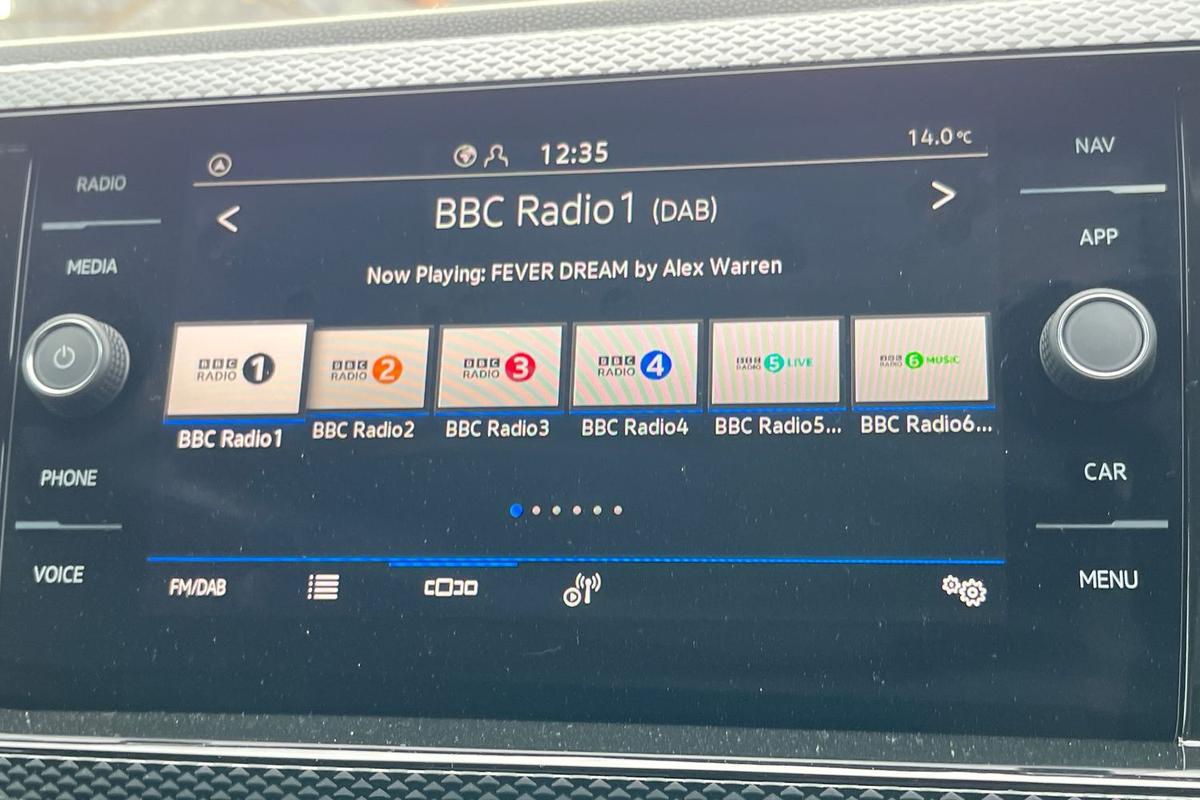 12:35
14.0°C
NAV
RADIO
< BBC Radio1 (DAB) >
APP
MEDIA
Now Playing: FEVER DREAM by Alex Warren
BBC RADIO 1
BBC RADIO 2
BBC RADIO 3
BBC RADIO 4
BBC RADIO 5 LIVE
BBC RADIO 6 MUSIC
BBC Radio1
BBC Radio2
BBC Radio3
BBC Radio4
BBC Radio5...
BBC Radio6...
PHONE
CAR
VOICE
FM/DAB
MENU